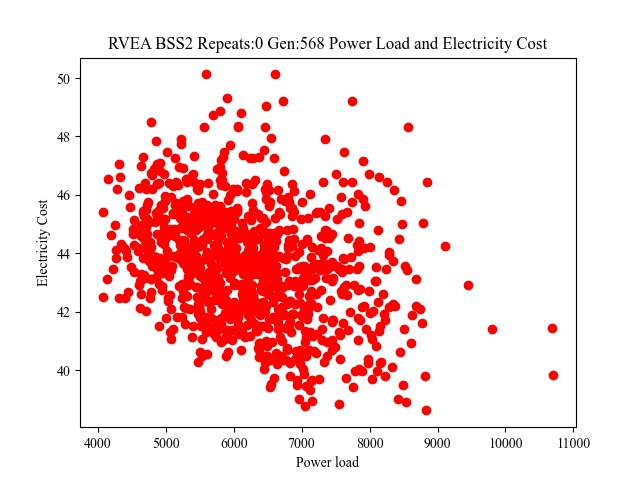 RVEA BSS2 Repeats:0 Gen:568 Power Load and Electricity Cost
50
48
46
44
42
40
Electricity Cost
4000 5000 6000 7000 8000 9000 10000 11000
Power load